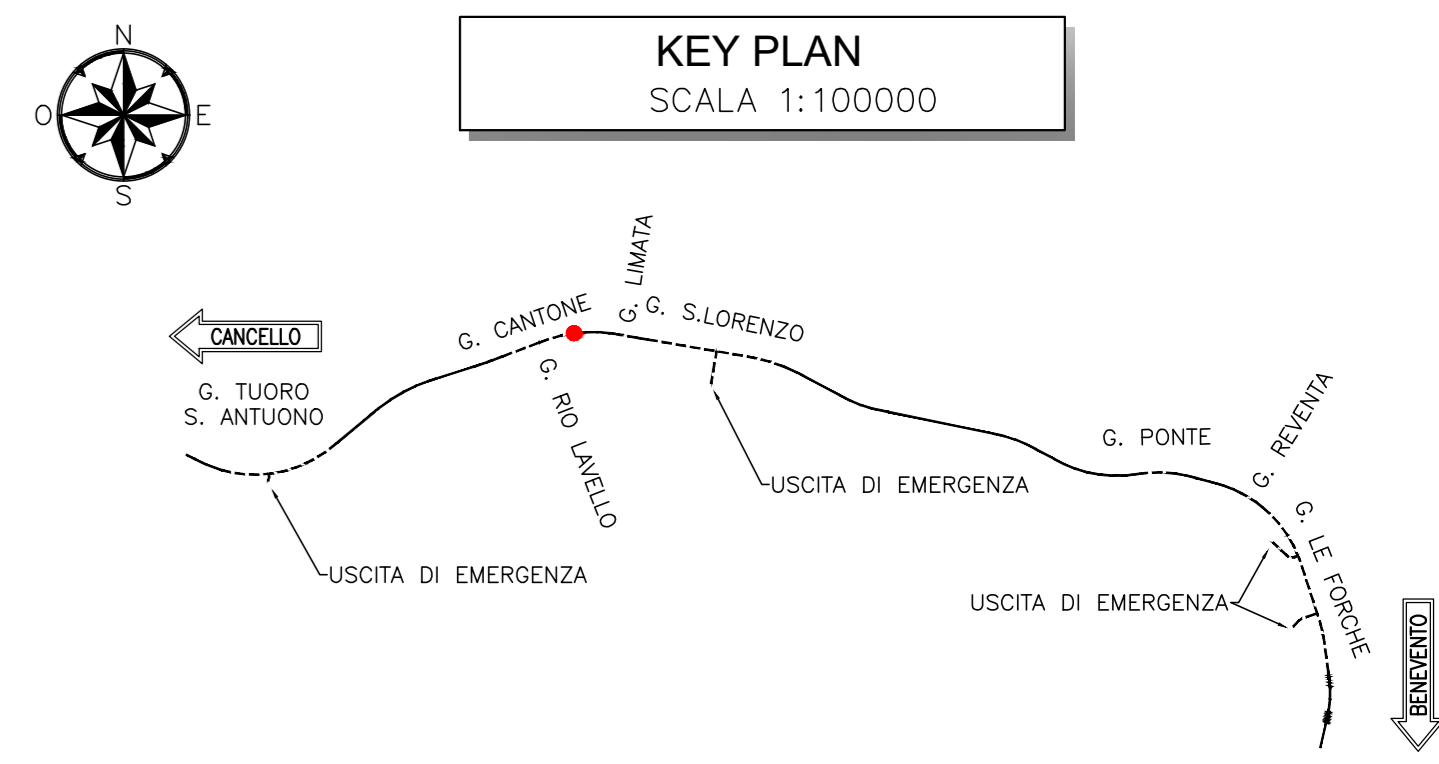 N
O
E
S
KEY PLAN
SCALA 1:100000
CANCELLO
G. TUORO
S. ANTUONO
G. CANTONE
G. RIO LAVELLO
G. LIMATA
G. S.LORENZO
USCITA DI EMERGENZA
USCITA DI EMERGENZA
G. PONTE
G. REVENTA
G. LE FORCHE
USCITA DI EMERGENZA
BENEVENTO